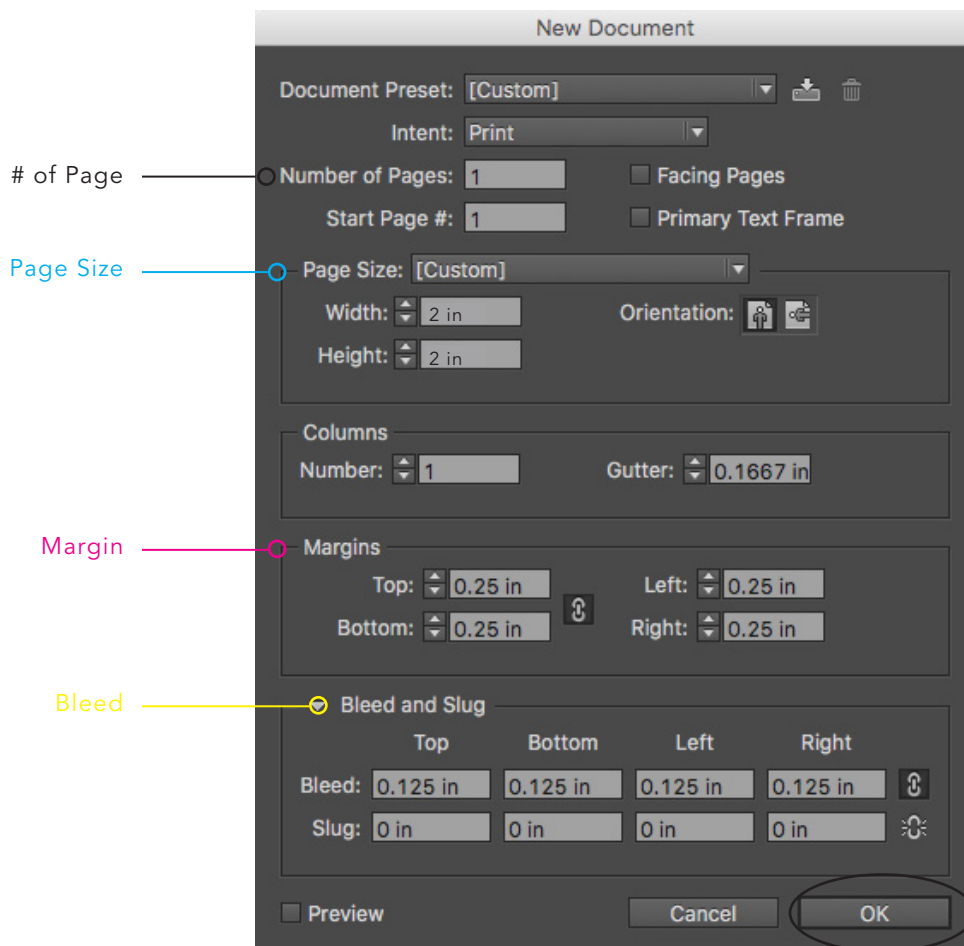 New Document
Document Preset: [Custom]
Intent: Print
# of Page
Number of Pages: 1 Facing Pages
Start Page #: 1 Primary Text Frame
Page Size
Page Size: [Custom]
Width: 2 in Orientation:
Height: 2 in
Columns
Number: 1 Gutter: 0.1667 in
Margin
Margins
Top: 0.25 in Left: 0.25 in
Bottom: 0.25 in Right: 0.25 in
Bleed
Bleed and Slug
Top Bottom Left Right
Bleed: 0.125 in 0.125 in 0.125 in 0.125 in
Slug: 0 in 0 in 0 in 0 in
Preview Cancel OK